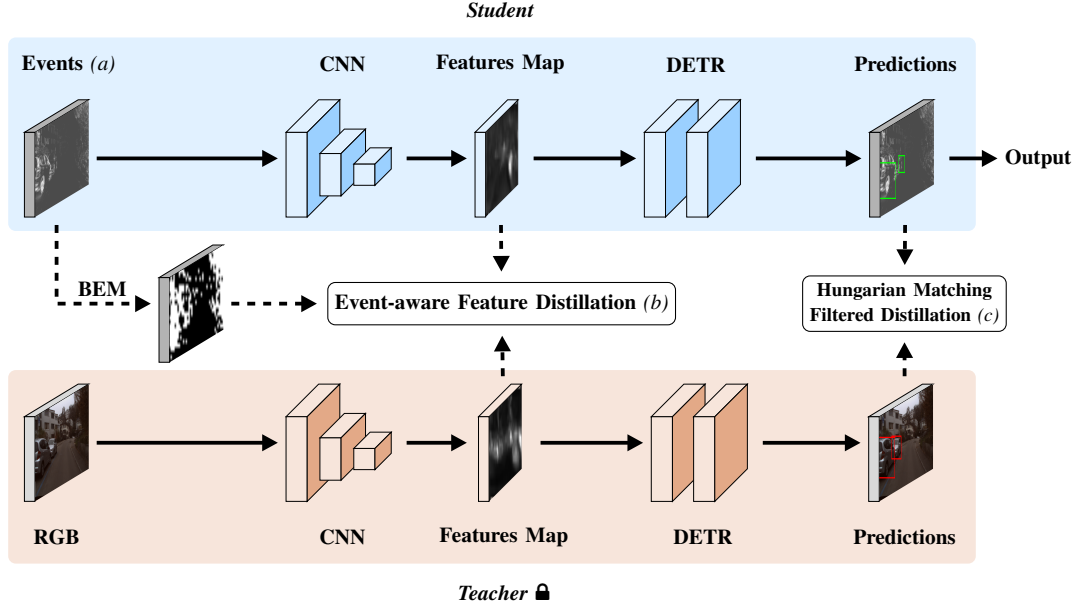 Student
Events (a)
CNN
Features Map
DETR
Predictions
Output
BEM
Event-aware Feature Distillation (b)
Hungarian Matching
Filtered Distillation (c)
RGB
CNN
Features Map
DETR
Predictions
Teacher